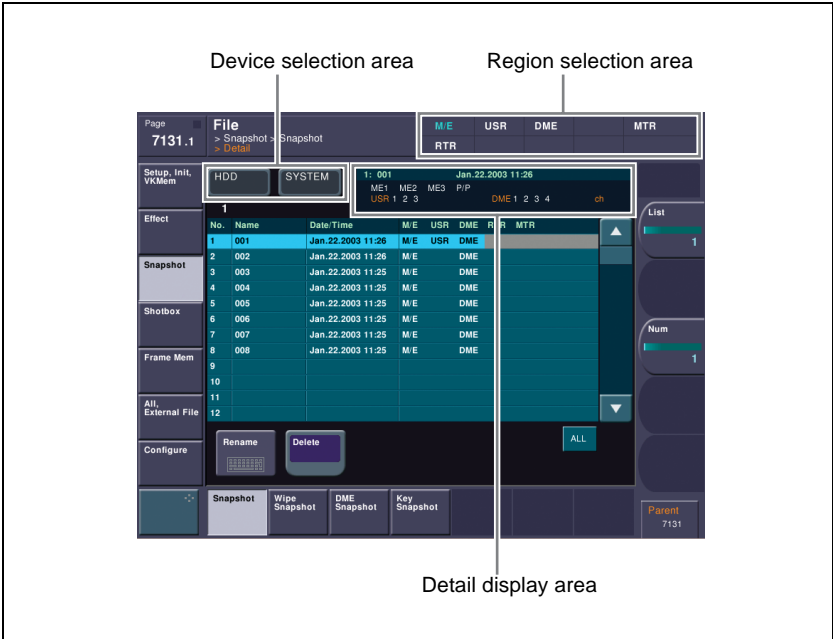 Device selection area
Region selection area
Page
7131.1
File
> Snapshot > Snapshot
> Detail
M/E USR DME MTR
RTR
Setup, Init,
VKMem
HDD
SYSTEM
1: 001 Jan.22.2003 11:26
ME1 ME2 ME3 P/P
USR 1 2 3 DME 1 2 3 4 ch
Effect
1
List
1
No. Name Date/Time M/E USR DME MTR
1 001 Jan.22.2003 11:26 M/E USR DME
2 002 Jan.22.2003 11:26 M/E DME
3 003 Jan.22.2003 11:25 M/E DME
4 004 Jan.22.2003 11:25 M/E DME
5 005 Jan.22.2003 11:25 M/E DME
6 006 Jan.22.2003 11:25 M/E DME
7 007 Jan.22.2003 11:25 M/E DME
8 008 Jan.22.2003 11:25 M/E DME
9
10
11
12
Snapshot
Shotbox
Num
1
Frame Mem
All,
External File
Configure
Rename
Delete
ALL
Snapshot
Wipe
Snapshot
DME
Snapshot
Key
Snapshot
Parent
7131
Detail display area